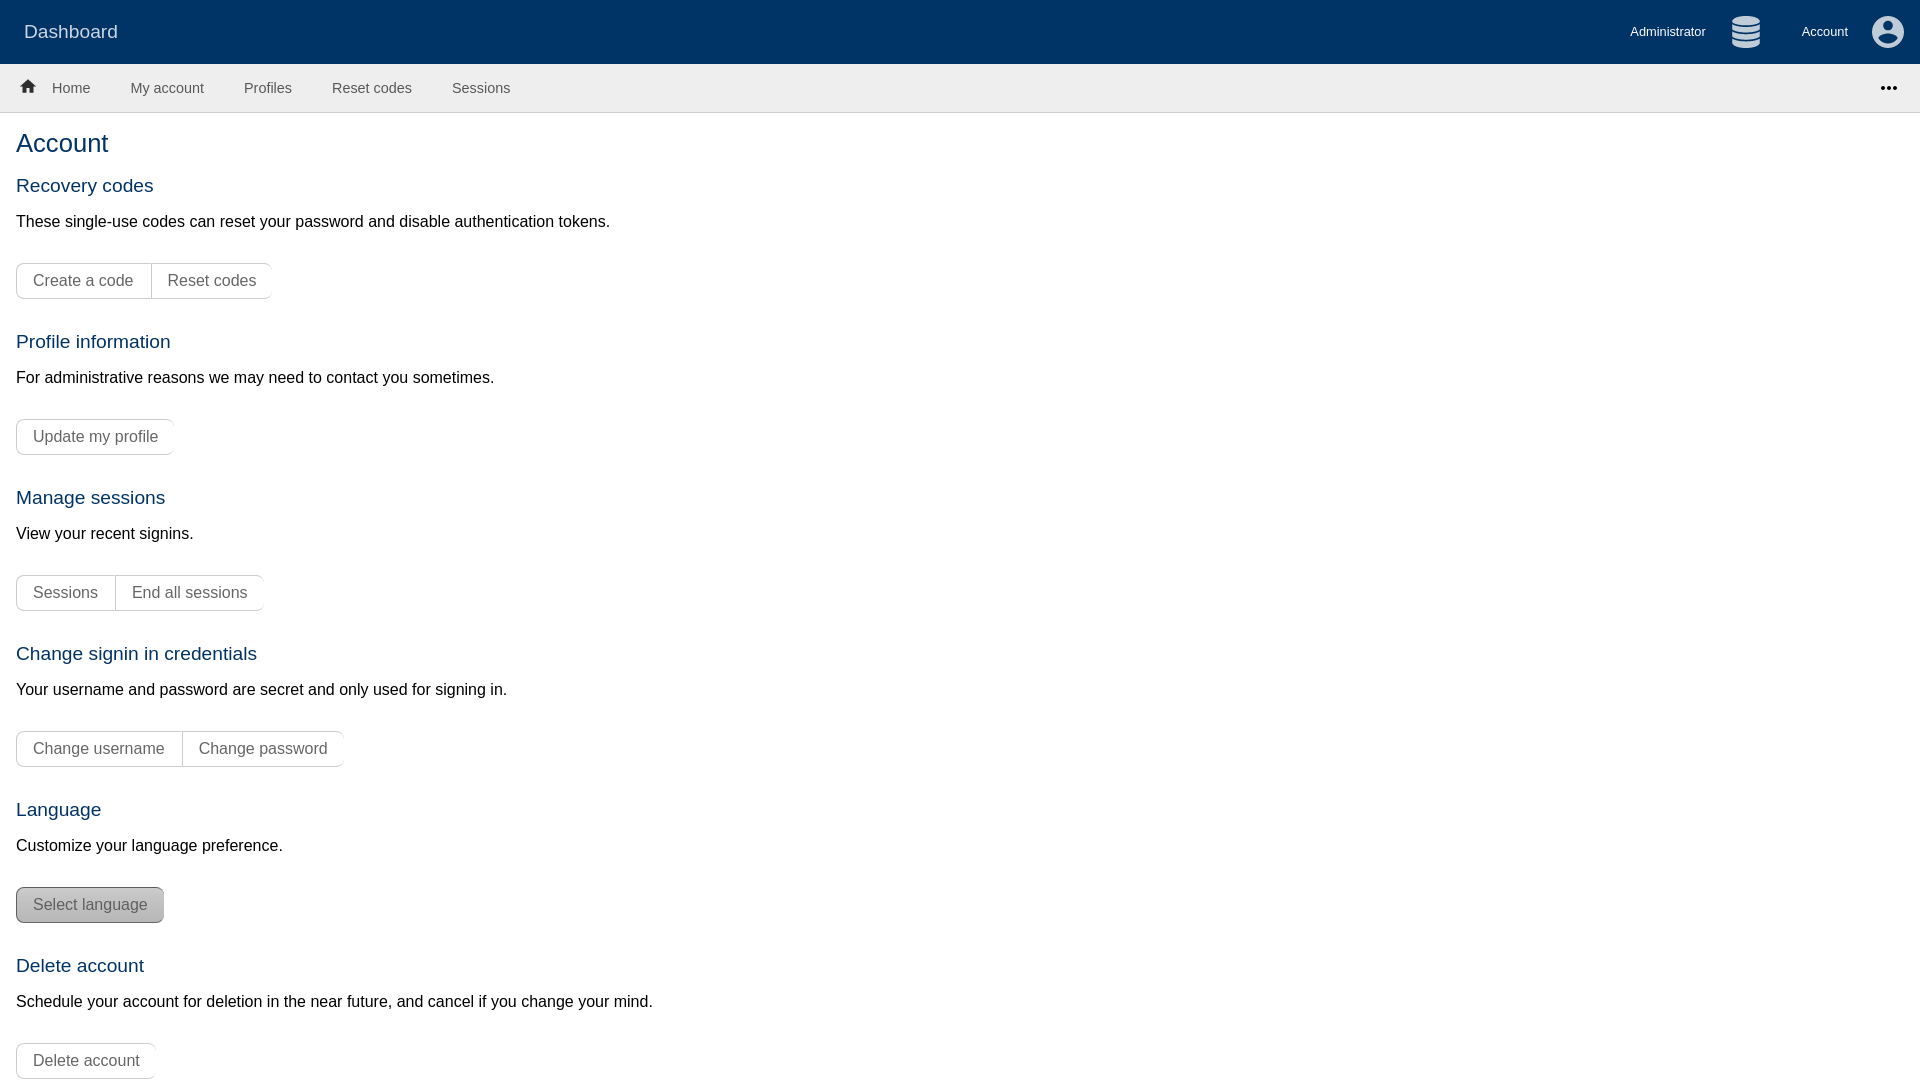 Dashboard
Administrator
Account
Home
My account
Profiles
Reset codes
Sessions
Account
Recovery codes
These single-use codes can reset your password and disable authentication tokens.
Create a code
Reset codes
Profile information
For administrative reasons we may need to contact you sometimes.
Update my profile
Manage sessions
View your recent signins.
Sessions
End all sessions
Change signin in credentials
Your username and password are secret and only used for signing in.
Change username
Change password
Language
Customize your language preference.
Select language
Delete account
Schedule your account for deletion in the near future, and cancel if you change your mind.
Delete account